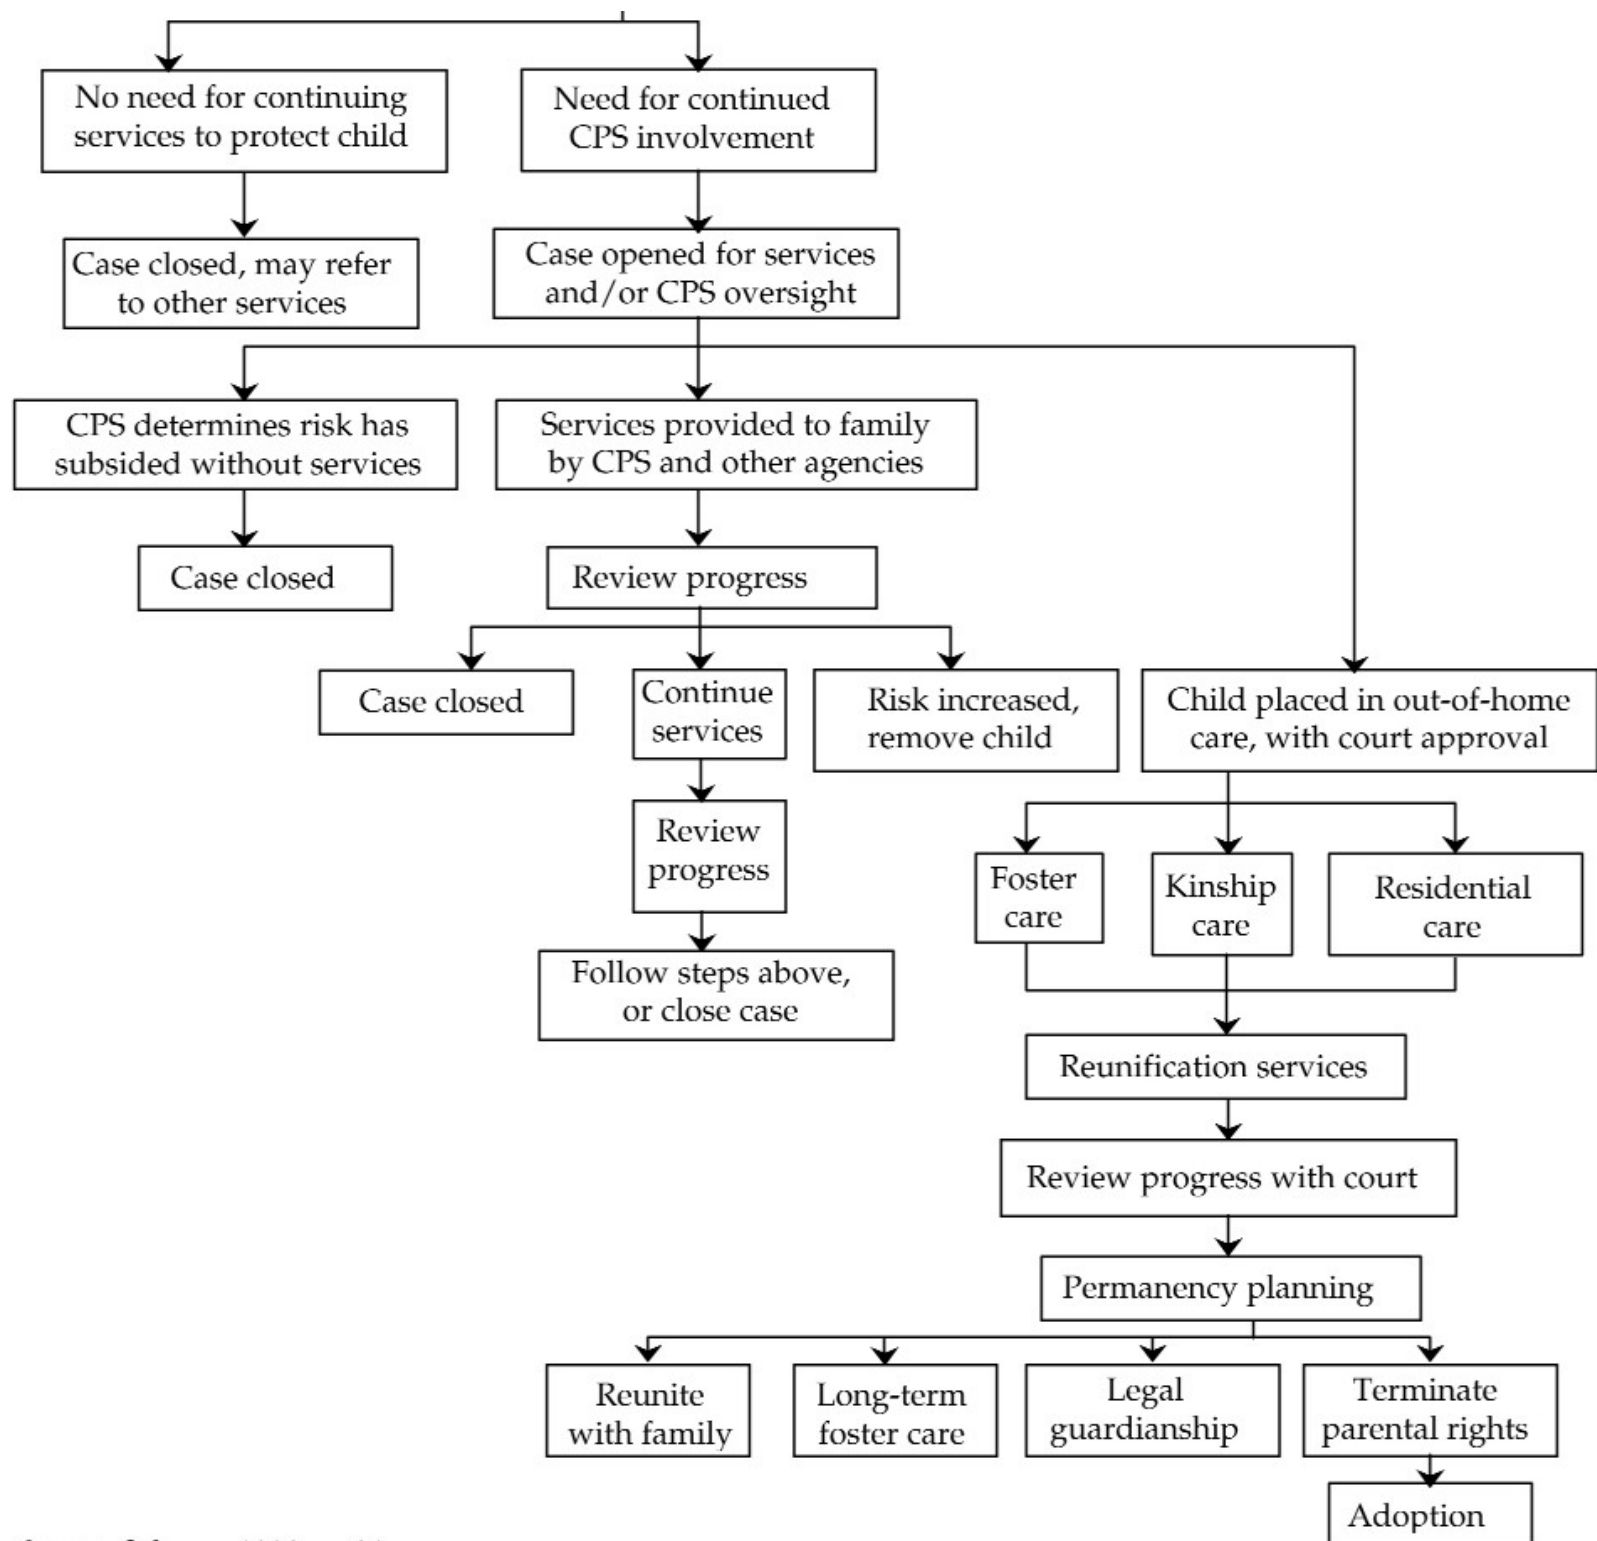 No need for continuing
services to protect child
Need for continued
CPS involvement
Case closed, may refer
to other services
Case opened for services
and/or CPS oversight
CPS determines risk has
subsided without services
Services provided to family
by CPS and other agencies
Case closed
Review progress
Case closed
Continue
services
Risk increased,
remove child
Child placed in out-of-home
care, with court approval
Review
progress
Foster
care
Kinship
care
Residential
care
Follow steps above,
or close case
Reunification services
Review progress with court
Permanency planning
Reunite
with family
Long-term
foster care
Legal
guardianship
Terminate
parental rights
Adoption